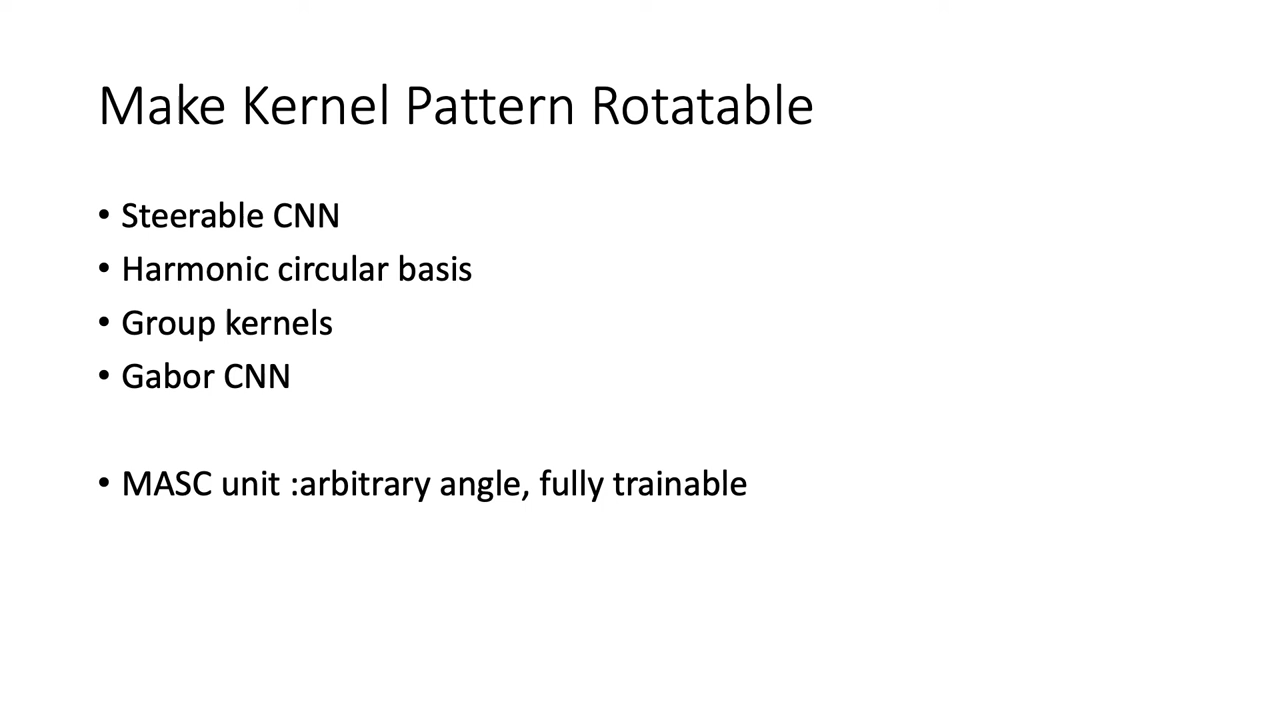 Make Kernel Pattern Rotatable
• Steerable CNN
• Harmonic circular basis
• Group kernels
• Gabor CNN
• MASC unit :arbitrary angle, fully trainable